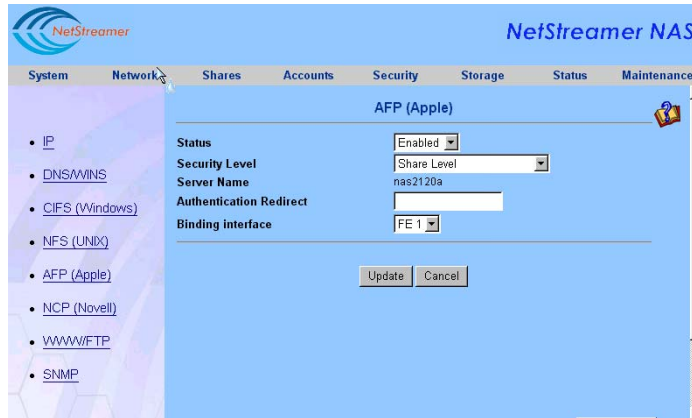 NetStreamer
NetStreamer NAS
System Network Shares Accounts Security Storage Status Maintenance
AFP (Apple)
IP
DNS/WINS
CIFS (Windows)
NFS (UNIX)
AFP (Apple)
NCP (Novell)
WWW/FTP
SNMP
Status Enabled
Security Level Share Level
Server Name nas2120a
Authentication Redirect
Binding interface FE 1
Update Cancel